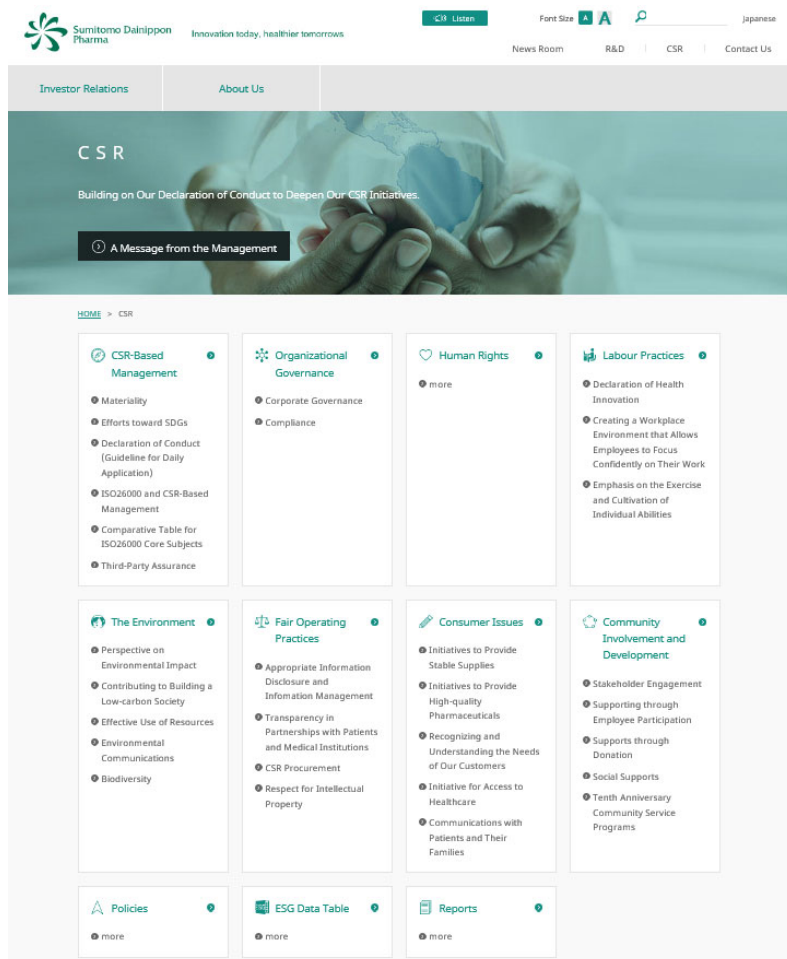 Sumitomo Dainippon
Pharma
Innovation today, healthier tomorrows
Listen
Font Size A A
Japanese
News Room R&D CSR Contact Us
Investor Relations About Us
CSR
Building on Our Declaration of Conduct to Deepen Our CSR Initiatives.
A Message from the Management
HOME > CSR
CSR-Based
Management
Materiality
Efforts toward SDGs
Declaration of Conduct
(Guideline for Daily
Application)
ISO26000 and CSR-Based
Management
Comparative Table for
ISO26000 Core Subjects
Third-Party Assurance
Organizational
Governance
Corporate Governance
Compliance
Human Rights
more
Labour Practices
Declaration of Health
Innovation
Creating a Workplace
Environment that Allows
Employees to Focus
Confidently on Their Work
Emphasis on the Exercise
and Cultivation of
Individual Abilities
The Environment
Perspective on
Environmental Impact
Contributing to Building a
Low-carbon Society
Effective Use of Resources
Environmental
Communications
Biodiversity
Fair Operating
Practices
Appropriate Information
Disclosure and
Infomation Management
Transparency in
Partnerships with Patients
and Medical Institutions
CSR Procurement
Respect for Intellectual
Property
Consumer Issues
Initiatives to Provide
Stable Supplies
Initiatives to Provide
High-quality
Pharmaceuticals
Recognizing and
Understanding the Needs
of Our Customers
Initiative for Access to
Healthcare
Communications with
Patients and Their
Families
Community
Involvement and
Development
Stakeholder Engagement
Supporting through
Employee Participation
Supports through
Donation
Social Supports
Tenth Anniversary
Community Service
Programs
Policies
more
ESG Data Table
more
Reports
more